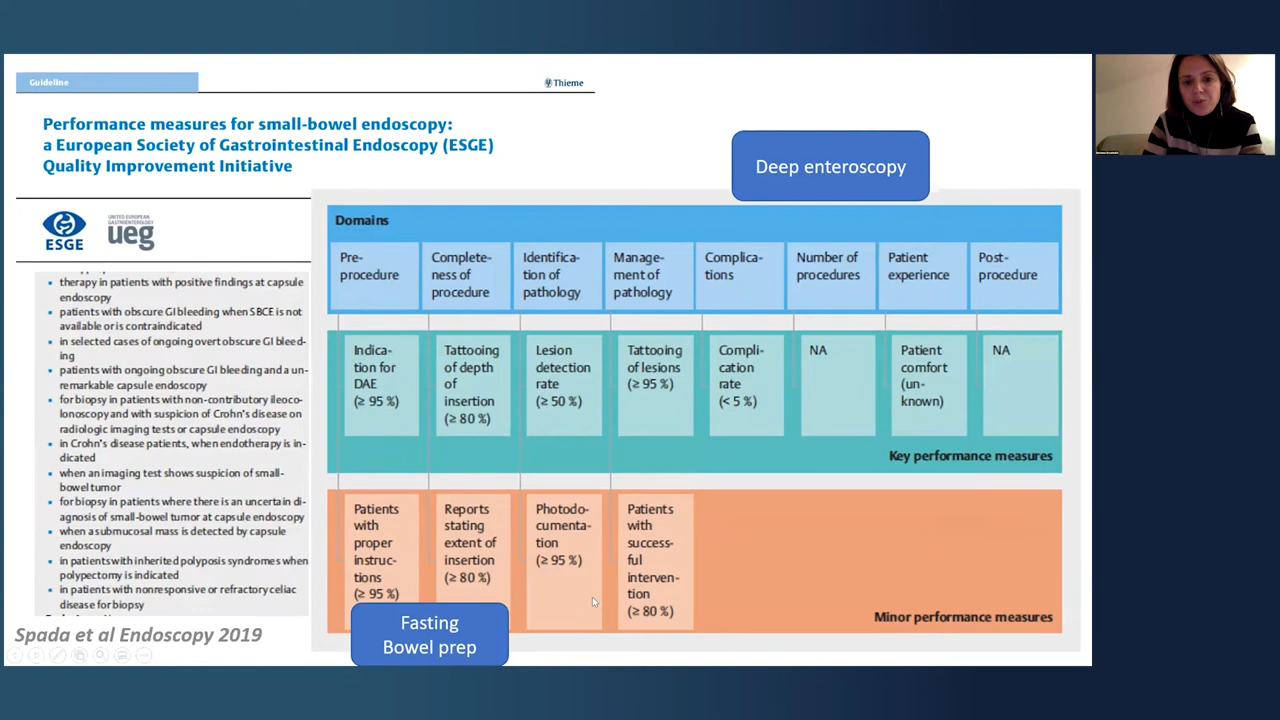 Guideline
Thieme
Performance measures for small-bowel endoscopy:
a European Society of Gastrointestinal Endoscopy (ESGE)
Quality Improvement Initiative
ESGE
UNITED EUROPEAN
GASTROENTEROLOGY
ueg
therapy in patients with positive findings at capsule
endoscopy
patients with obscure GI bleeding when SBCE is not
available or is contraindicated
in selected cases of ongoing overt obscure GI bleed-
ing
patients with ongoing obscure GI bleeding and a un-
remarkable capsule endoscopy
for biopsy in patients with non-contributory ileoco-
lonoscopy and with suspicion of Crohn's disease on
radiologic imaging tests or capsule endoscopy
in Crohn's disease patients, when endotherapy is in-
dicated
when an imaging test shows suspicion of small-
bowel tumor
for biopsy in patients where there is an uncertain di-
agnosis of small-bowel tumor at capsule endoscopy
when a submucosal mass is detected by capsule
endoscopy
in patients with inherited polyposis syndromes when
polypectomy is indicated
in patients with nonresponsive or refractory celiac
disease for biopsy
Spada et al Endoscopy 2019
Deep enteroscopy
Domains
Pre-
procedure
Complete-
ness of
procedure
Identifica-
tion of
pathology
Manage-
ment of
pathology
Complica-
tions
Number of
procedures
Patient
experience
Post-
procedure
Indica-
tion for
DAE
(≥ 95 %)
Tattooing
of depth
of
insertion
(≥ 80 %)
Lesion
detection
rate
(≥ 50 %)
Tattooing
of lesions
(≥ 95 %)
Compli-
cation
rate
(< 5 %)
NA
Patient
comfort
(un-
known)
NA
Key performance measures
Patients
with
proper
instruc-
tions
(≥ 95 %)
Reports
stating
extent of
insertion
(≥ 80 %)
Photodo-
cumenta-
tion
(≥ 95 %)
Patients
with
success-
ful
interven-
tion
(≥ 80 %)
Minor performance measures
Fasting
Bowel prep